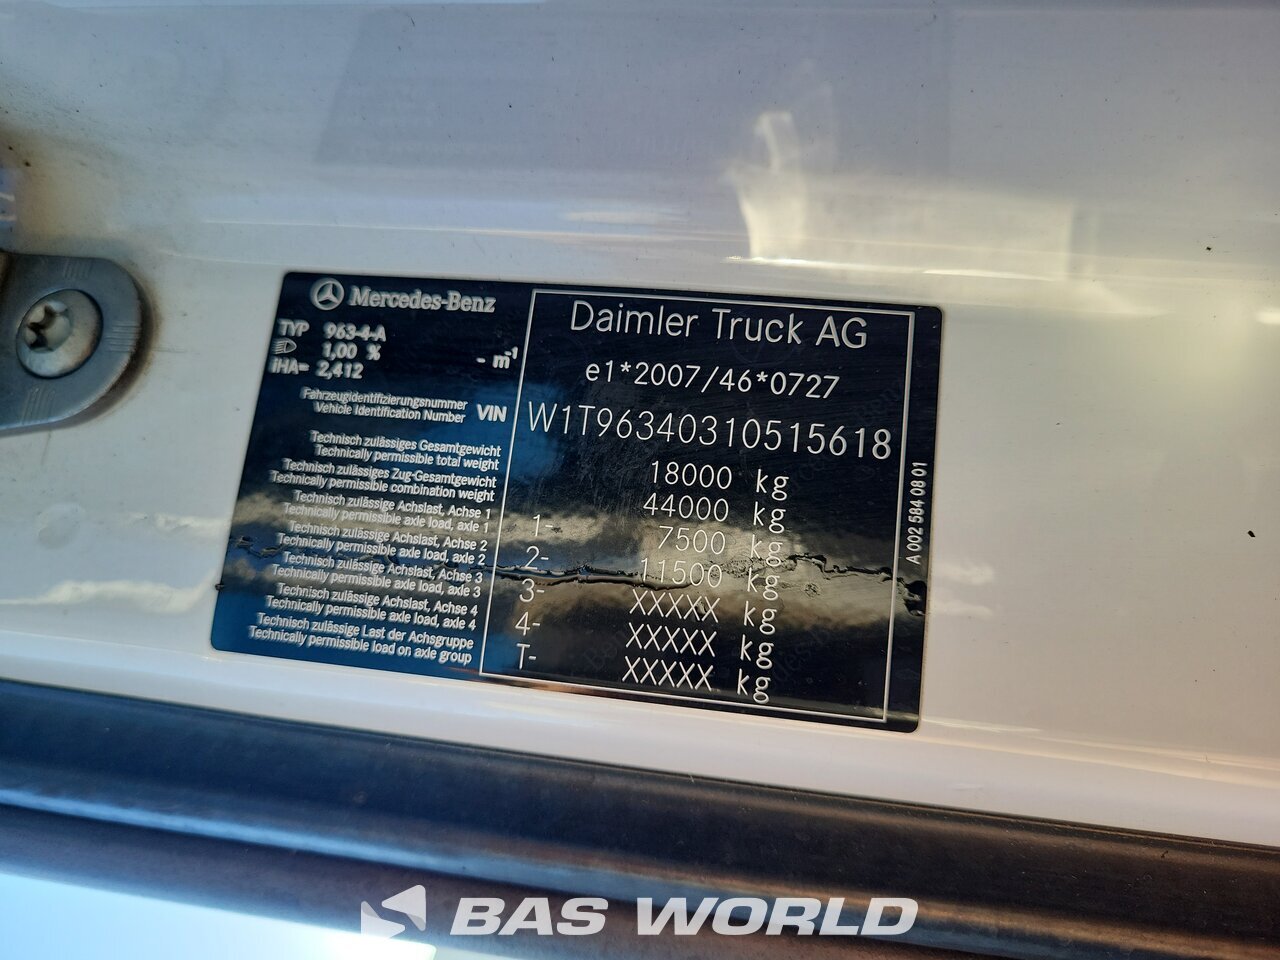 Mercedes-Benz
TYP 963-4-A
1,00 % - m⁻¹
iHA= 2,412
Daimler Truck AG
e1*2007/46*0727
Fahrzeugidentifizierungsnummer
Vehicle Identification Number VIN W1T96340310515618
Technisch zulässiges Gesamtgewicht
Technically permissible total weight 18000 kg
Technisch zulässiges Zug-Gesamtgewicht
Technically permissible combination weight 44000 kg
Technisch zulässige Achslast, Achse 1
Technically permissible axle load, axle 1 1- 7500 kg
Technisch zulässige Achslast, Achse 2
Technically permissible axle load, axle 2 2- 11500 kg
Technisch zulässige Achslast, Achse 3
Technically permissible axle load, axle 3 3- XXXXX kg
Technisch zulässige Achslast, Achse 4
Technically permissible axle load, axle 4 4- XXXXX kg
Technisch zulässige Last der Achsgruppe
Technically permissible load on axle group T- XXXXX kg
A 002 584 08 01
BAS WORLD